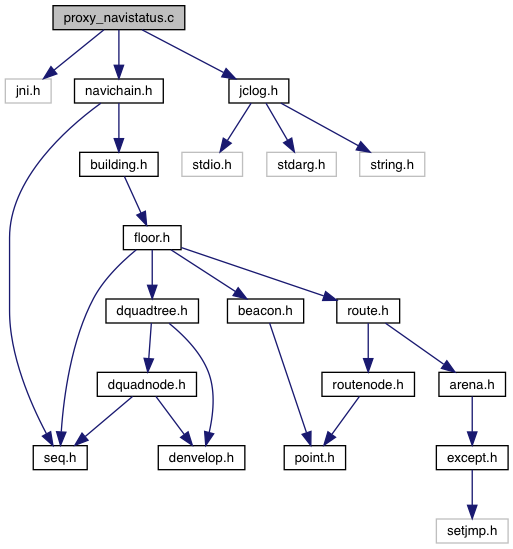 proxy_navistatus.c
jni.h
navichain.h
jclog.h
building.h
stdio.h
stdarg.h
string.h
floor.h
dquadtree.h
beacon.h
route.h
dquadnode.h
routenode.h
arena.h
seq.h
denvelop.h
point.h
except.h
setjmp.h